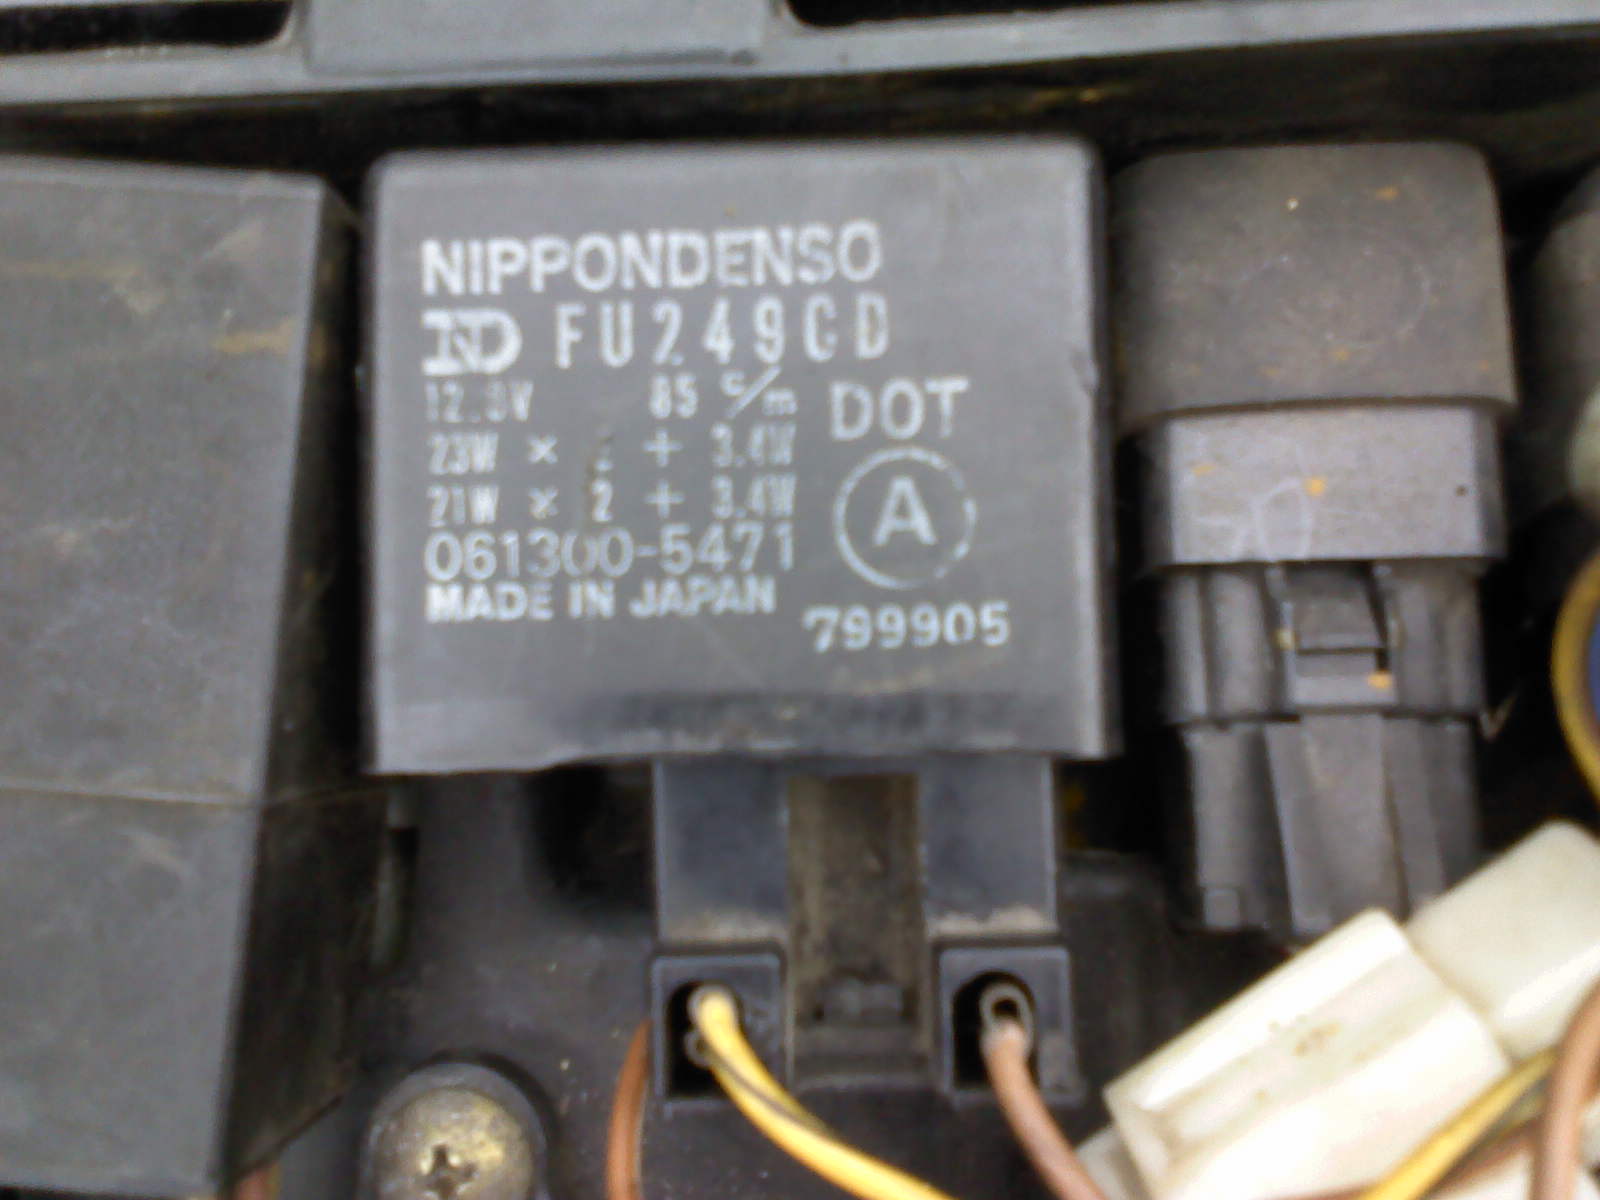 NIPPONDENSO
ND FU249CD
12.8V 85 c/m DOT
23W × 2 + 3.4W
21W × 2 + 3.4W
A
061300-5471
MADE IN JAPAN
799905